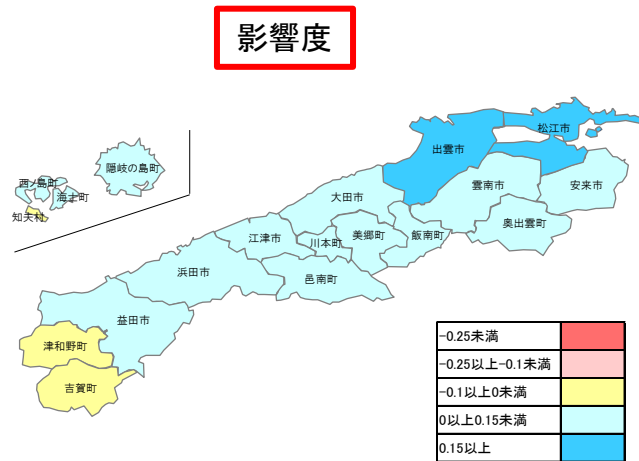 影響度
松江市
出雲市
隠岐の島町
西ノ島町
海士町
知夫村
雲南市
安来市
大田市
奥出雲町
飯南町
美郷町
川本町
江津市
浜田市
邑南町
益田市
津和野町
吉賀町
-0.25未満
-0.25以上-0.1未満
-0.1以上0未満
0以上0.15未満
0.15以上